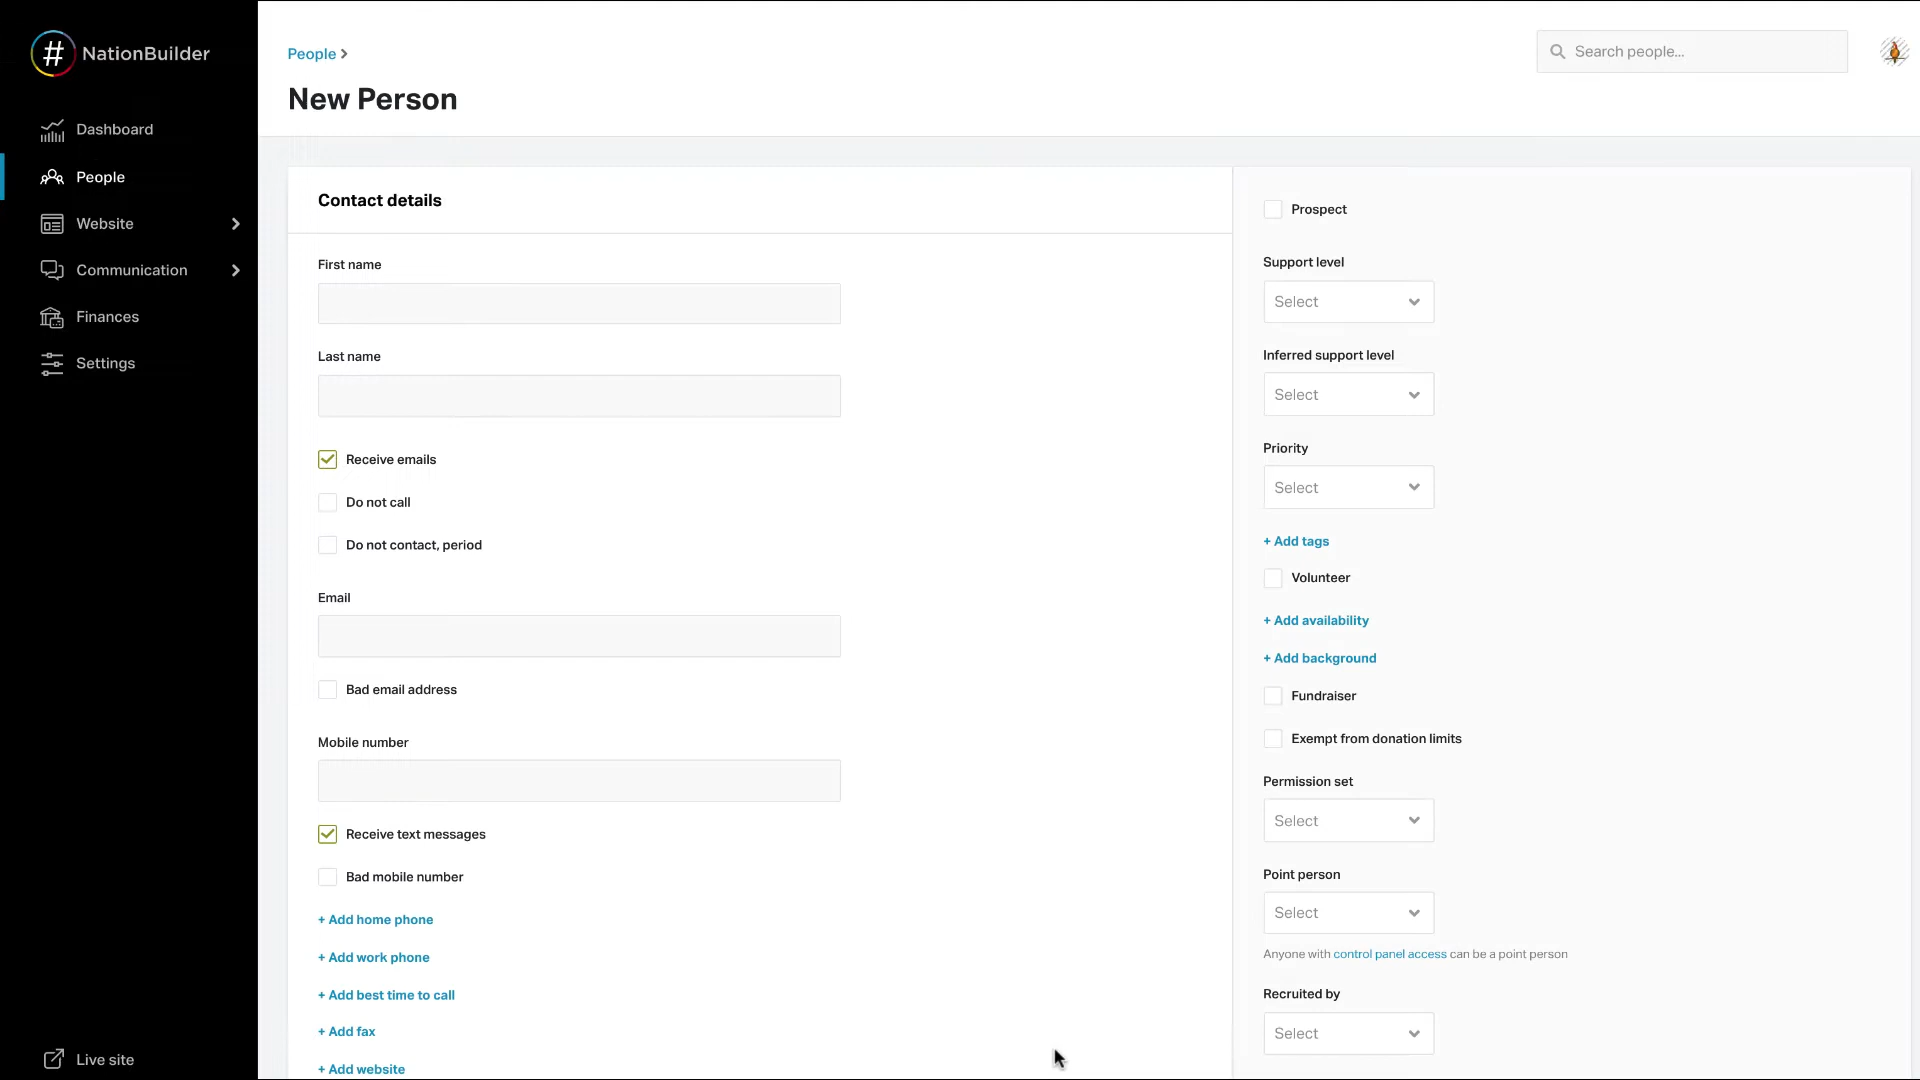 # NationBuilder
Dashboard
People
Website
Communication
Finances
Settings
Live site
People
Search people...
New Person
Contact details
First name
Last name
Receive emails
Do not call
Do not contact, period
Email
Bad email address
Mobile number
Receive text messages
Bad mobile number
+ Add home phone
+ Add work phone
+ Add best time to call
+ Add fax
+ Add website
Prospect
Support level
Select
Inferred support level
Select
Priority
Select
+ Add tags
Volunteer
+ Add availability
+ Add background
Fundraiser
Exempt from donation limits
Permission set
Select
Point person
Select
Anyone with control panel access can be a point person
Recruited by
Select